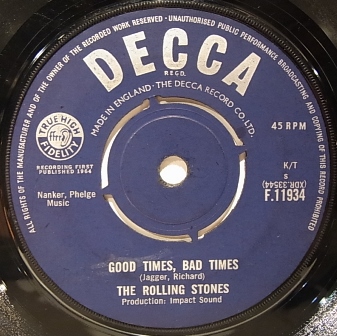 ALL RIGHTS OF THE MANUFACTURER AND OF THE OWNER OF THE RECORDED WORK RESERVED · UNAUTHORISED PUBLIC PERFORMANCE BROADCASTING AND COPYING OF THIS RECORD PROHIBITED
DECCA
REGD.
MADE IN ENGLAND · THE DECCA RECORD CO. LTD.
TRUE HIGH
FIDELITY
RECORDING FIRST
PUBLISHED 1964
Nanker, Phelge
Music
45 RPM
K/T
S
(XDR.33544)
F.11934
GOOD TIMES, BAD TIMES
(Jagger, Richard)
THE ROLLING STONES
Production: Impact Sound